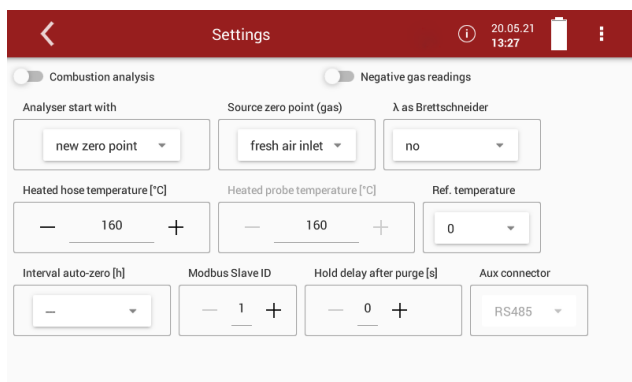 Settings
20.05.21
13:27
Combustion analysis
Negative gas readings
Analyser start with
Source zero point (gas)
λ as Brettschneider
new zero point
fresh air inlet
no
Heated hose temperature [°C]
Heated probe temperature [°C]
Ref. temperature
— 160 +
— 160 +
0
Interval auto-zero [h]
Modbus Slave ID
Hold delay after purge [s]
Aux connector
---
— 1 +
— 0 +
RS485